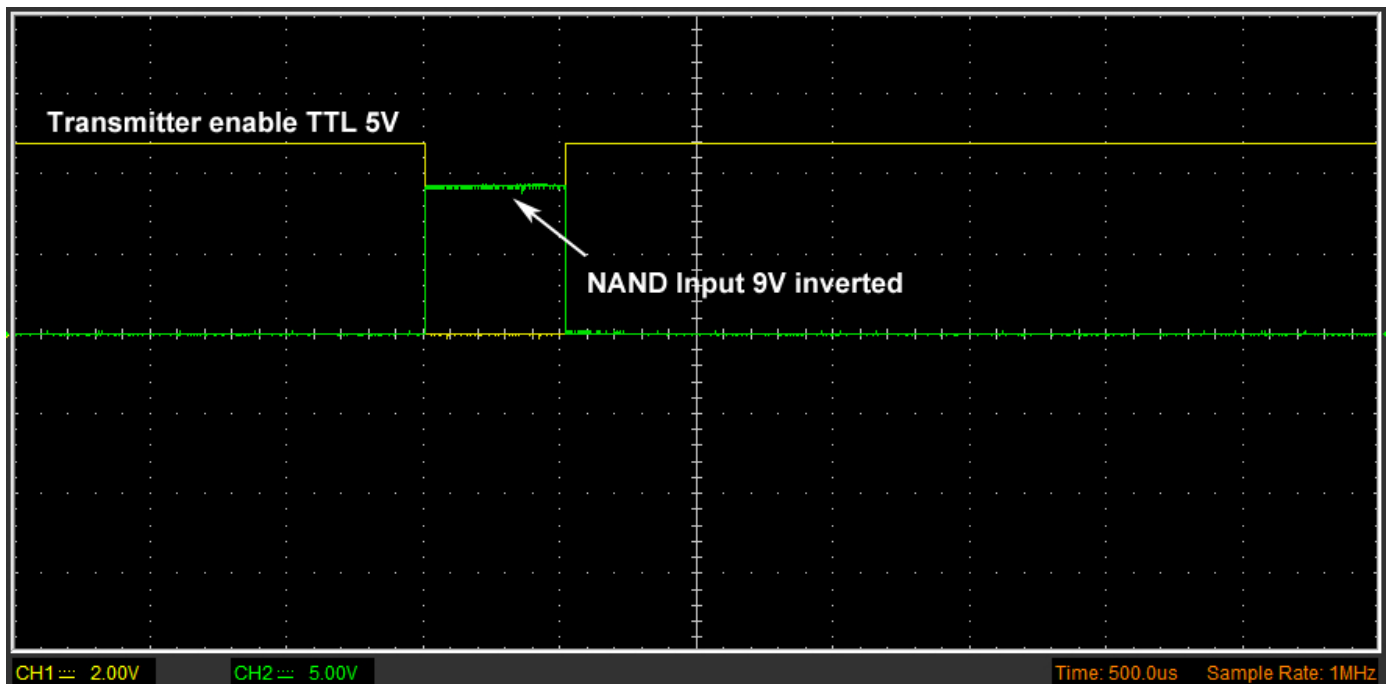 Transmitter enable TTL 5V
NAND Input 9V inverted
CH1 2.00V CH2 5.00V Time: 500.0us Sample Rate: 1MHz